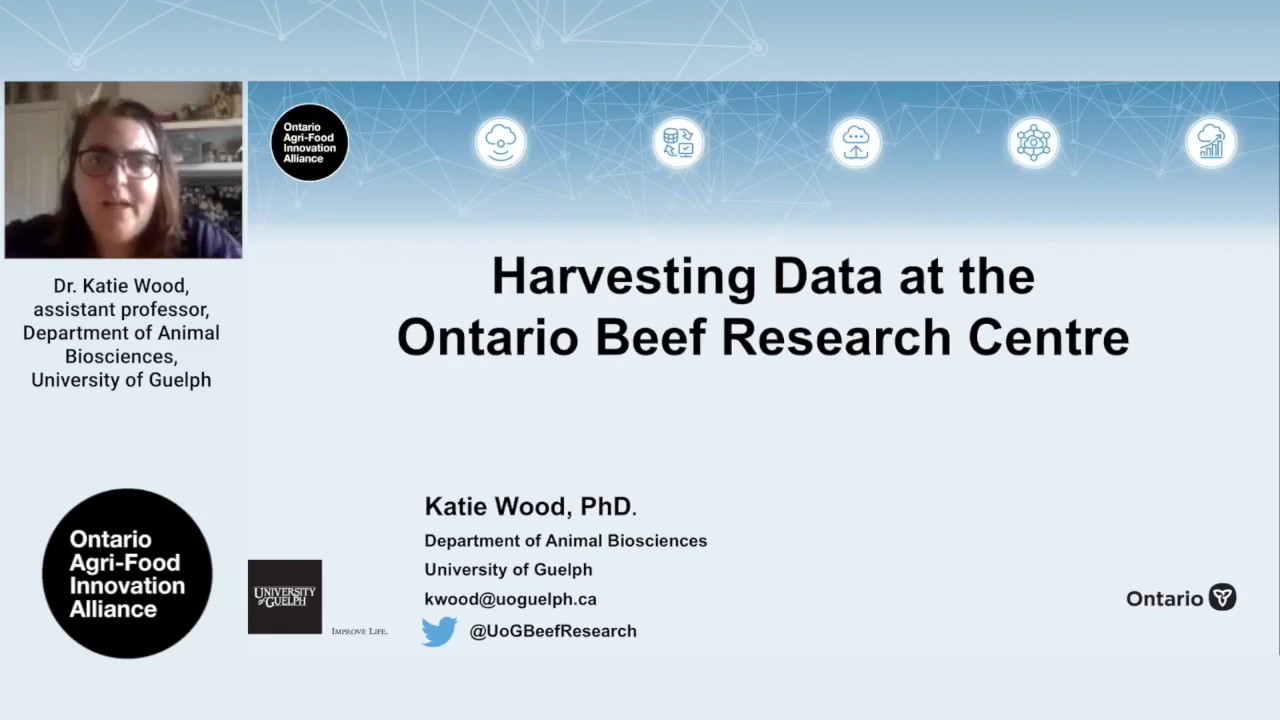 Ontario
Agri-Food
Innovation
Alliance
Harvesting Data at the
Ontario Beef Research Centre
Dr. Katie Wood,
assistant professor,
Department of Animal
Biosciences,
University of Guelph
Katie Wood, PhD.
Department of Animal Biosciences
University of Guelph
kwood@uoguelph.ca
@UoGBeefResearch
Ontario
Agri-Food
Innovation
Alliance
UNIVERSITY
of GUELPH
IMPROVE LIFE.
Ontario